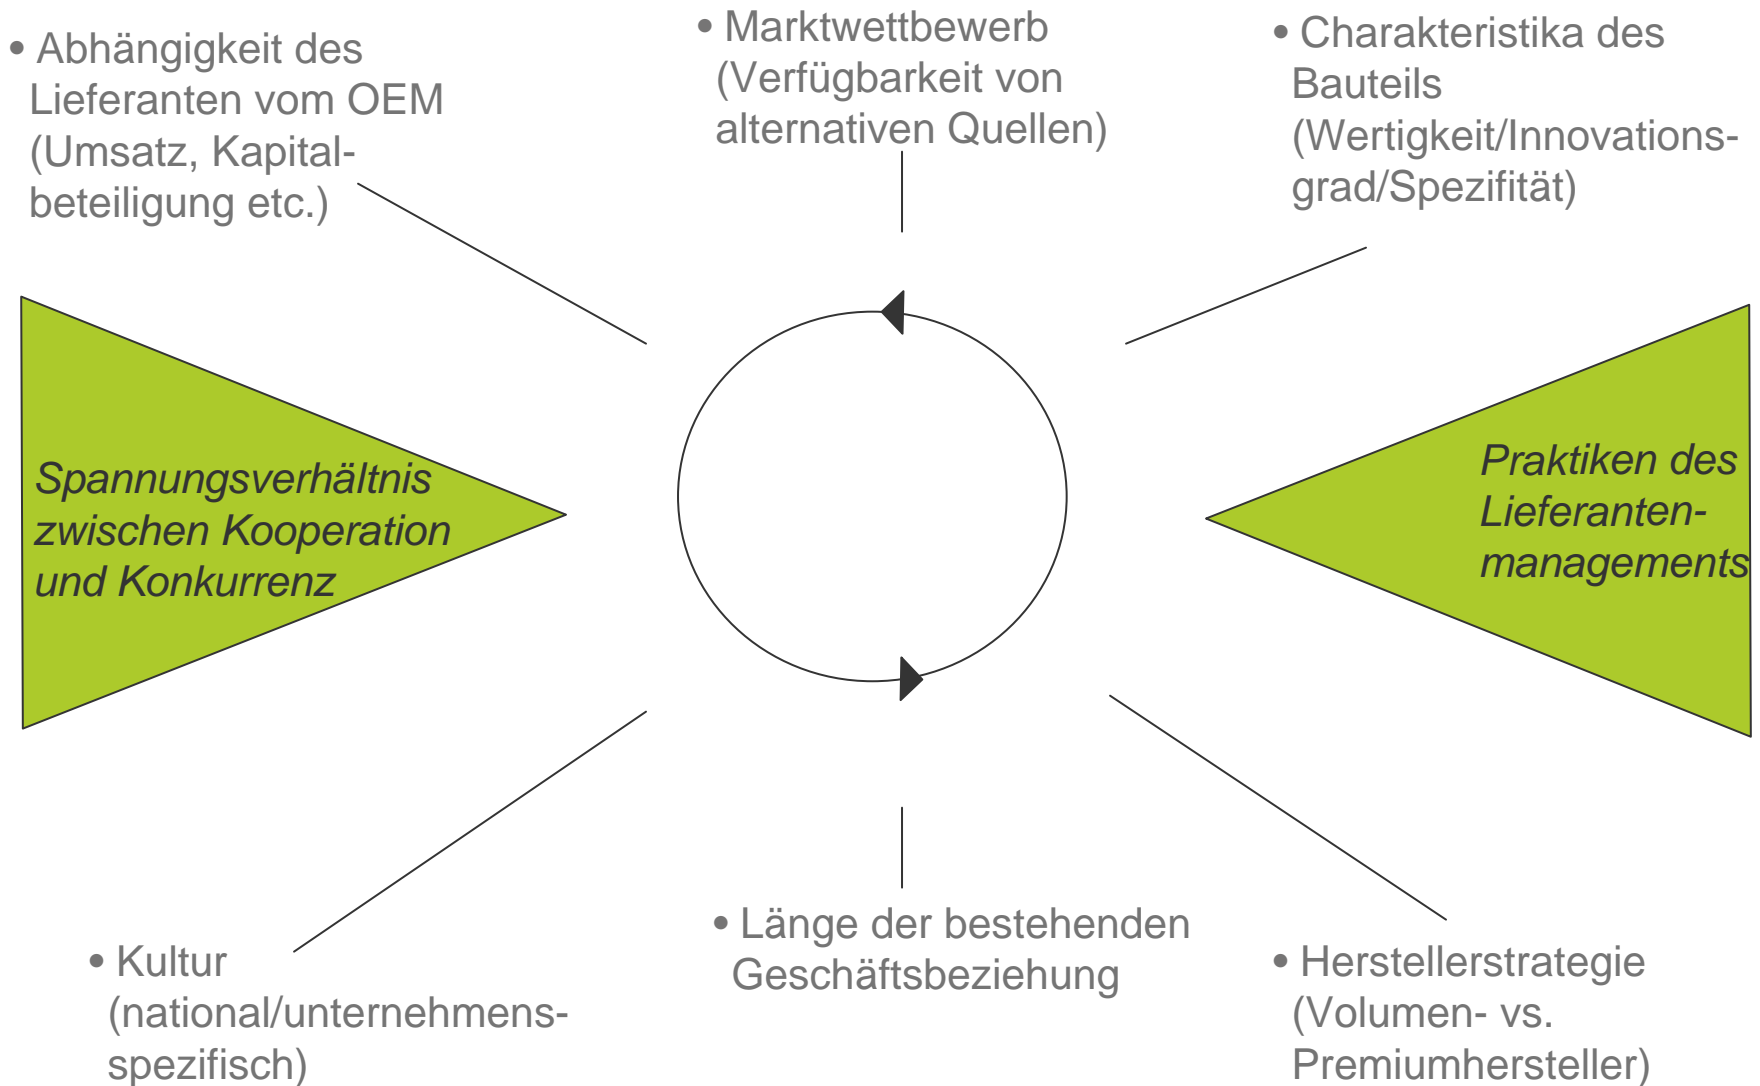 • Abhängigkeit des
Lieferanten vom OEM
(Umsatz, Kapital-
beteiligung etc.)
• Marktwettbewerb
(Verfügbarkeit von
alternativen Quellen)
• Charakteristika des
Bauteils
(Wertigkeit/Innovations-
grad/Spezifität)
Spannungsverhältnis
zwischen Kooperation
und Konkurrenz
Praktiken des
Lieferanten-
managements
• Kultur
(national/unternehmens-
spezifisch)
• Länge der bestehenden
Geschäftsbeziehung
• Herstellerstrategie
(Volumen- vs.
Premiumhersteller)